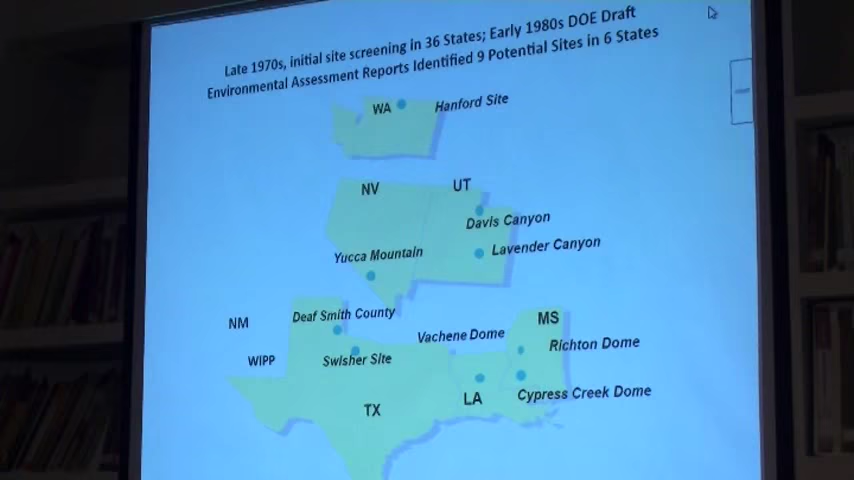 Late 1970s, initial site screening in 36 States; Early 1980s DOE Draft
Environmental Assessment Reports Identified 9 Potential Sites in 6 States
WA
Hanford Site
NV
UT
Davis Canyon
Lavender Canyon
Yucca Mountain
NM
Deaf Smith County
MS
Vachene Dome
Richton Dome
WIPP
Swisher Site
LA
Cypress Creek Dome
TX